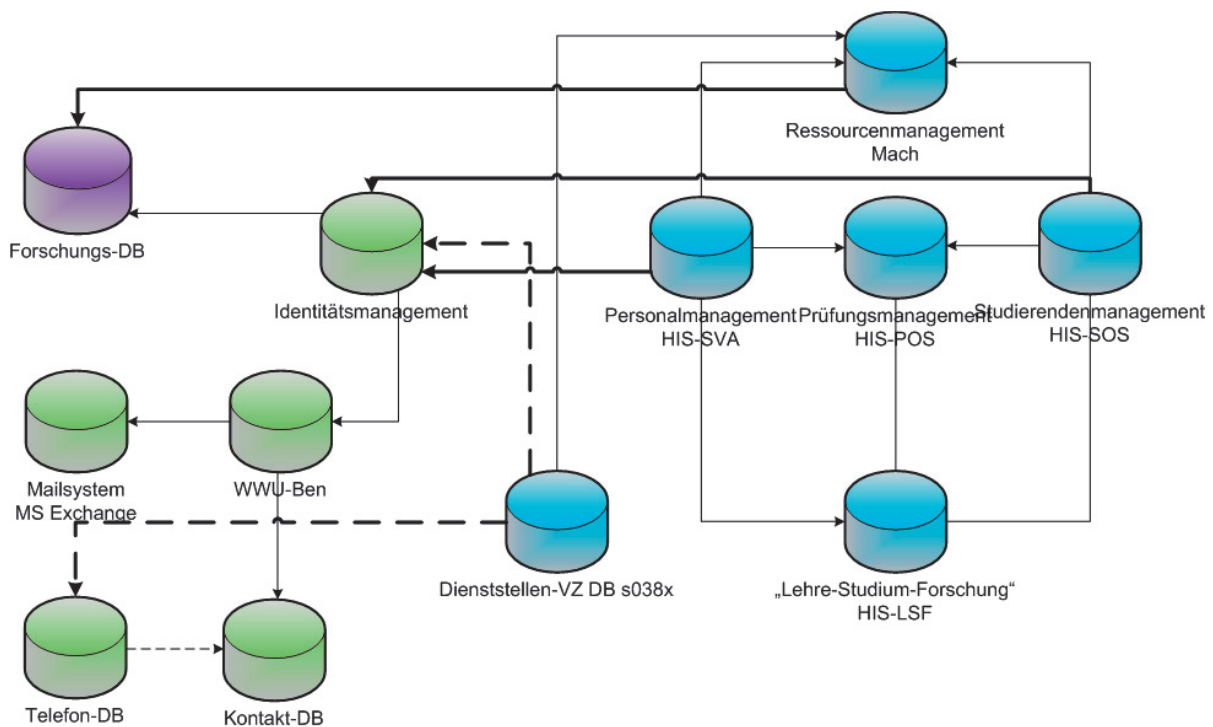 Ressourcenmanagement
Mach
Forschungs-DB
Identitätsmanagement
Personalmanagement
HIS-SVA
Prüfungsmanagement
HIS-POS
Studierendenmanagement
HIS-SOS
Mailsystem
MS Exchange
WWU-Ben
Dienststellen-VZ DB s038x
„Lehre-Studium-Forschung“
HIS-LSF
Telefon-DB
Kontakt-DB